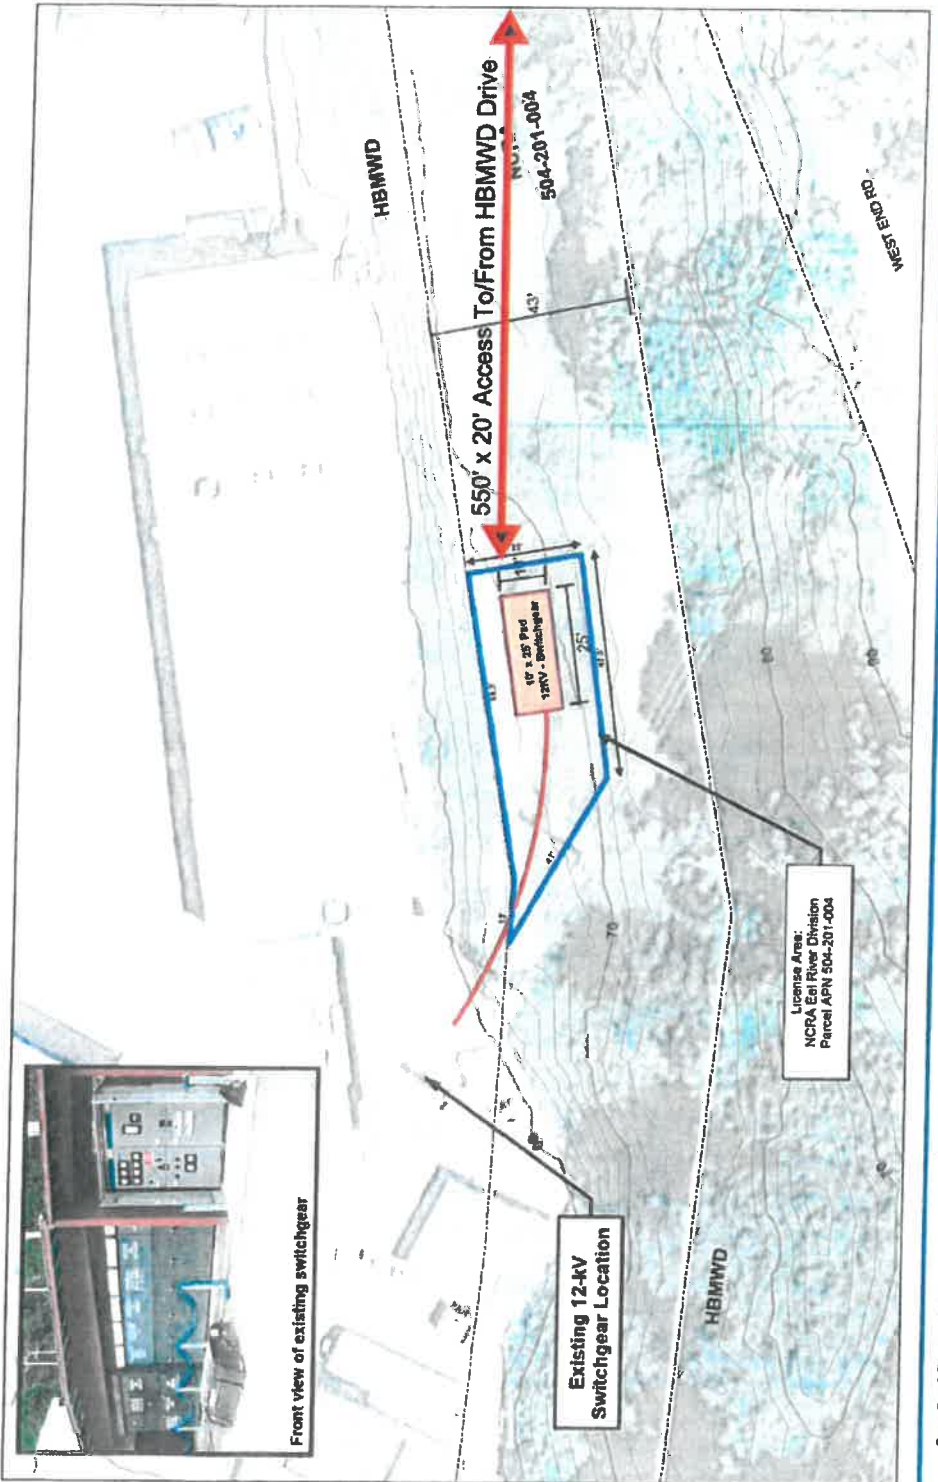 HBMWD
550' x 20' Access To/From HBMWD Drive
504-201-004
43'
WEST END RD
10' x 25' Pad
12KV - Switchgear
25'
80
70
License Area:
NCRA Eel River Division
Parcel APN 504-201-004
Existing 12-kV
Switchgear Location
HBMWD
Front view of existing switchgear